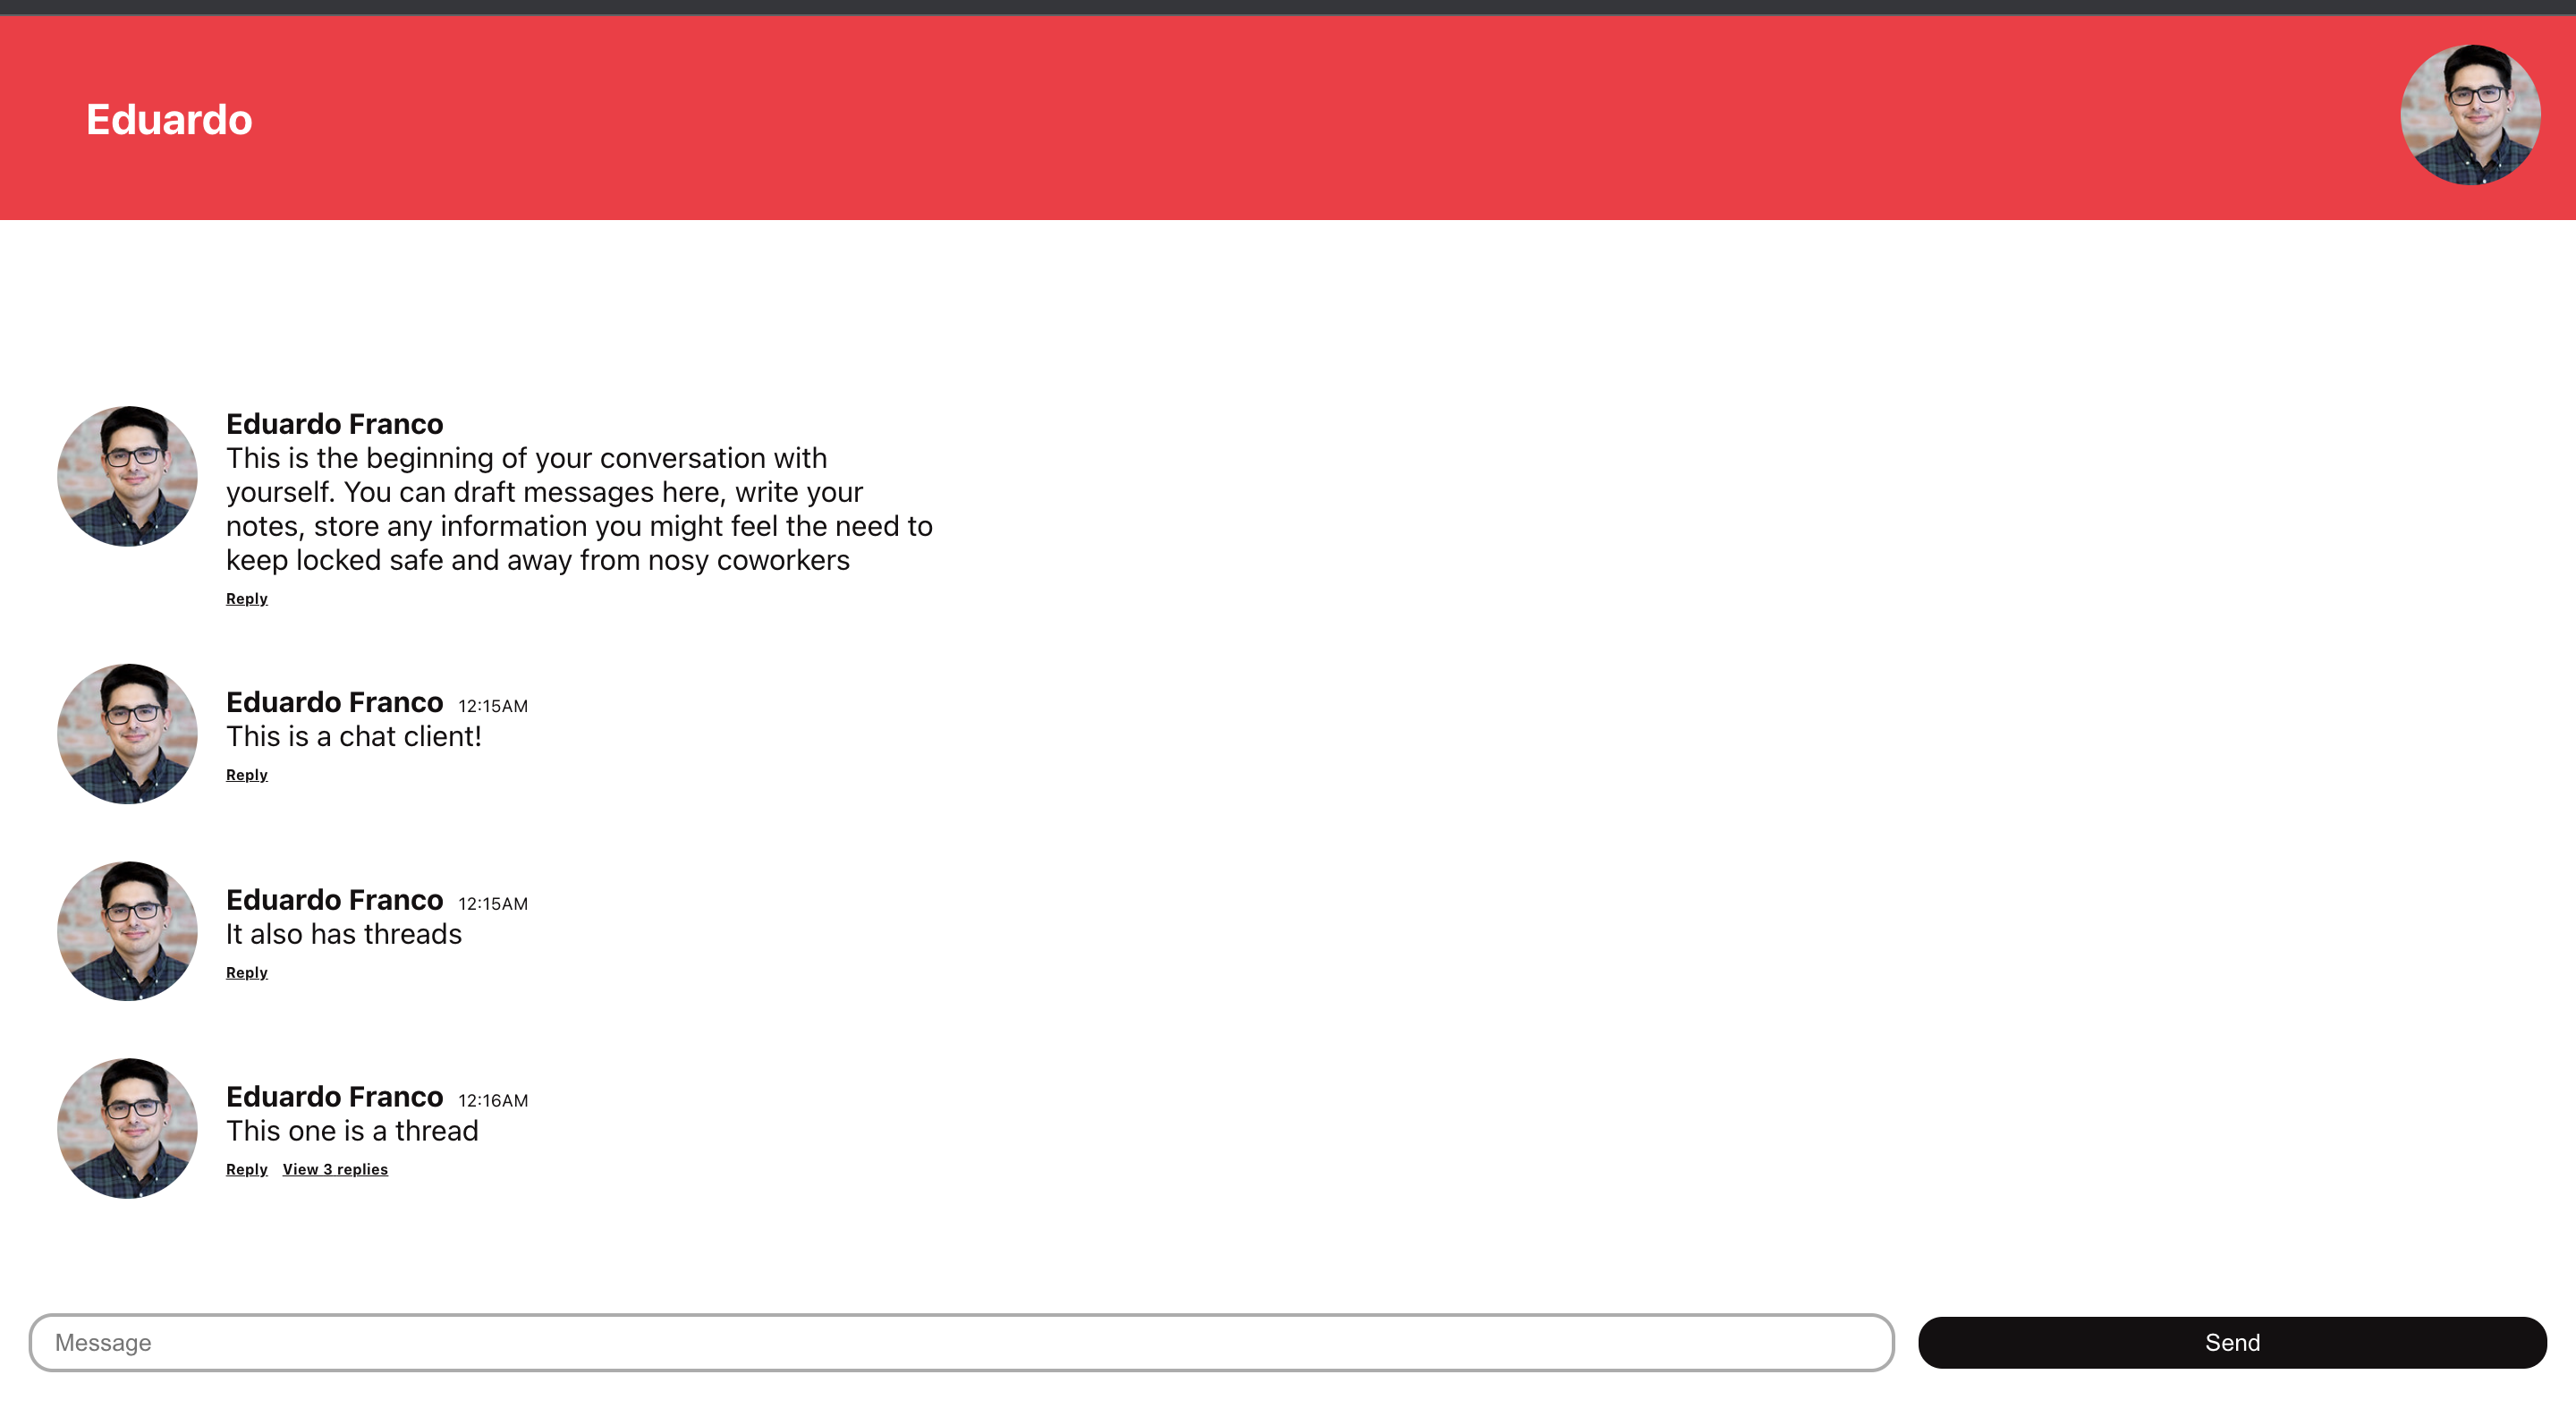 Eduardo
Eduardo Franco
This is the beginning of your conversation with
yourself. You can draft messages here, write your
notes, store any information you might feel the need to
keep locked safe and away from nosy coworkers
Reply
Eduardo Franco 12:15AM
This is a chat client!
Reply
Eduardo Franco 12:15AM
It also has threads
Reply
Eduardo Franco 12:16AM
This one is a thread
Reply View 3 replies
Message Send